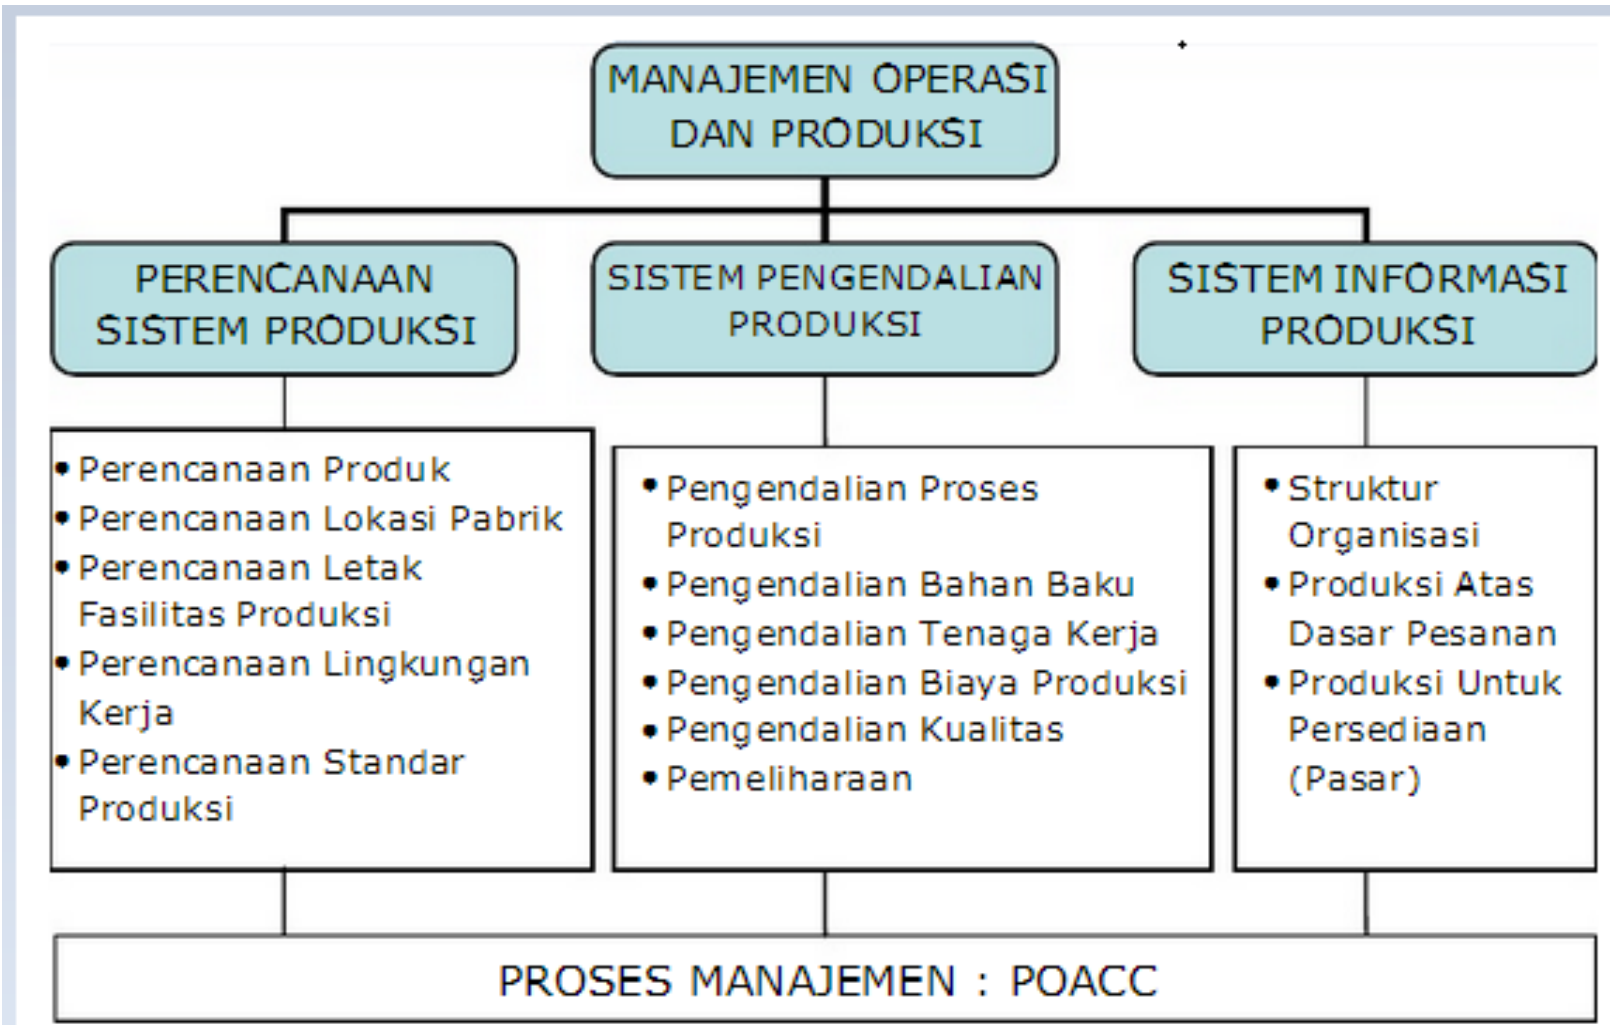 MANAJEMEN OPERASI
DAN PRODUKSI
PERENCANAAN
SISTEM PRODUKSI
SISTEM PENGENDALIAN
PRODUKSI
SISTEM INFORMASI
PRODUKSI
• Perencanaan Produk
• Perencanaan Lokasi Pabrik
• Perencanaan Letak
Fasilitas Produksi
• Perencanaan Lingkungan
Kerja
• Perencanaan Standar
Produksi
• Pengendalian Proses
Produksi
• Pengendalian Bahan Baku
• Pengendalian Tenaga Kerja
• Pengendalian Biaya Produksi
• Pengendalian Kualitas
• Pemeliharaan
• Struktur
Organisasi
• Produksi Atas
Dasar Pesanan
• Produksi Untuk
Persediaan
(Pasar)
PROSES MANAJEMEN : POACC